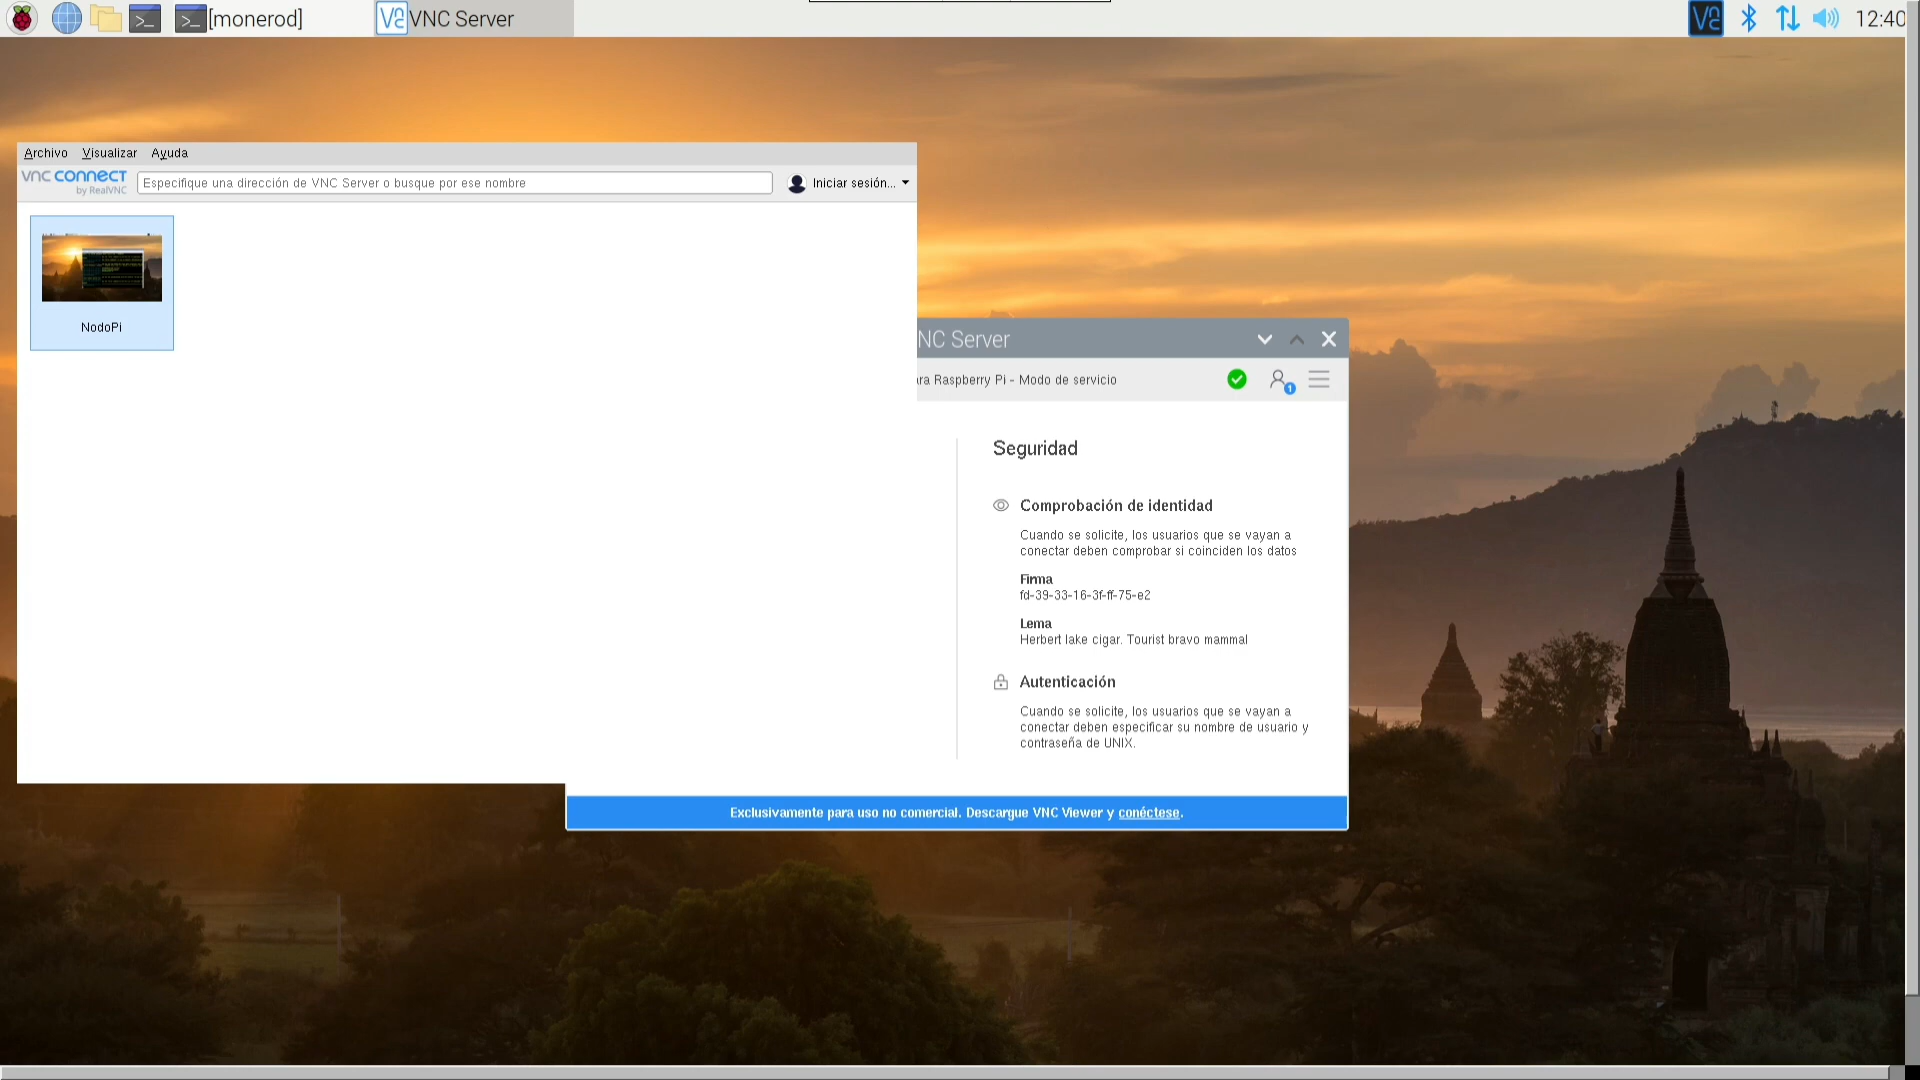 [monerod]
VNC Server
12:40
Archivo Visualizar Ayuda
vnc connect
by RealVNC
Especifique una dirección de VNC Server o busque por ese nombre
Iniciar sesión...
NodoPi
NC Server
ara Raspberry Pi - Modo de servicio
1
Seguridad
Comprobación de identidad
Cuando se solicite, los usuarios que se vayan a
conectar deben comprobar si coinciden los datos
Firma
fd-39-33-16-3f-ff-75-e2
Lema
Herbert lake cigar. Tourist bravo mammal
Autenticación
Cuando se solicite, los usuarios que se vayan a
conectar deben especificar su nombre de usuario y
contraseña de UNIX.
Exclusivamente para uso no comercial. Descargue VNC Viewer y conéctese.